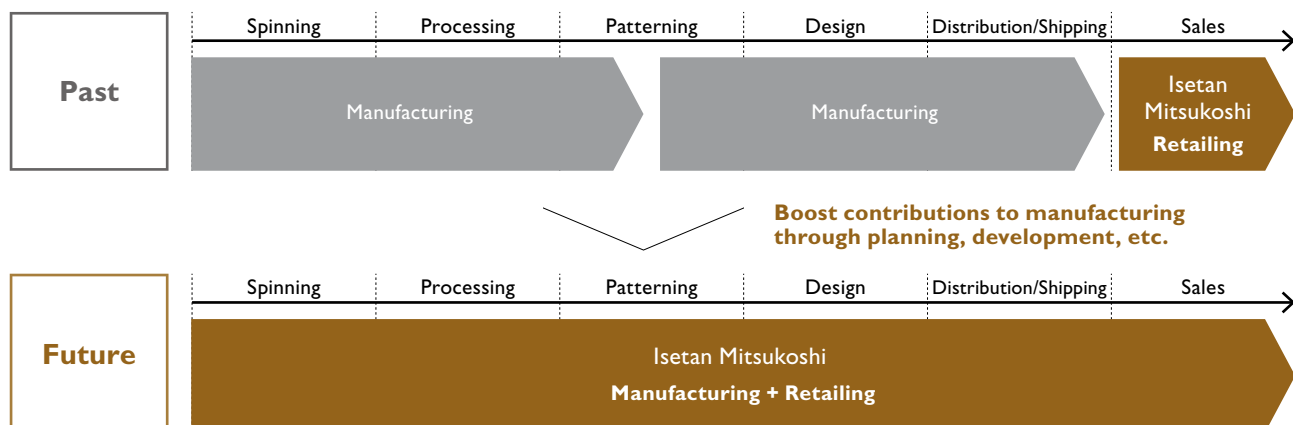 Spinning Processing Patterning Design Distribution/Shipping Sales
Past
Manufacturing
Manufacturing
Isetan
Mitsukoshi
Retailing
Boost contributions to manufacturing
through planning, development, etc.
Spinning Processing Patterning Design Distribution/Shipping Sales
Future
Isetan Mitsukoshi
Manufacturing + Retailing